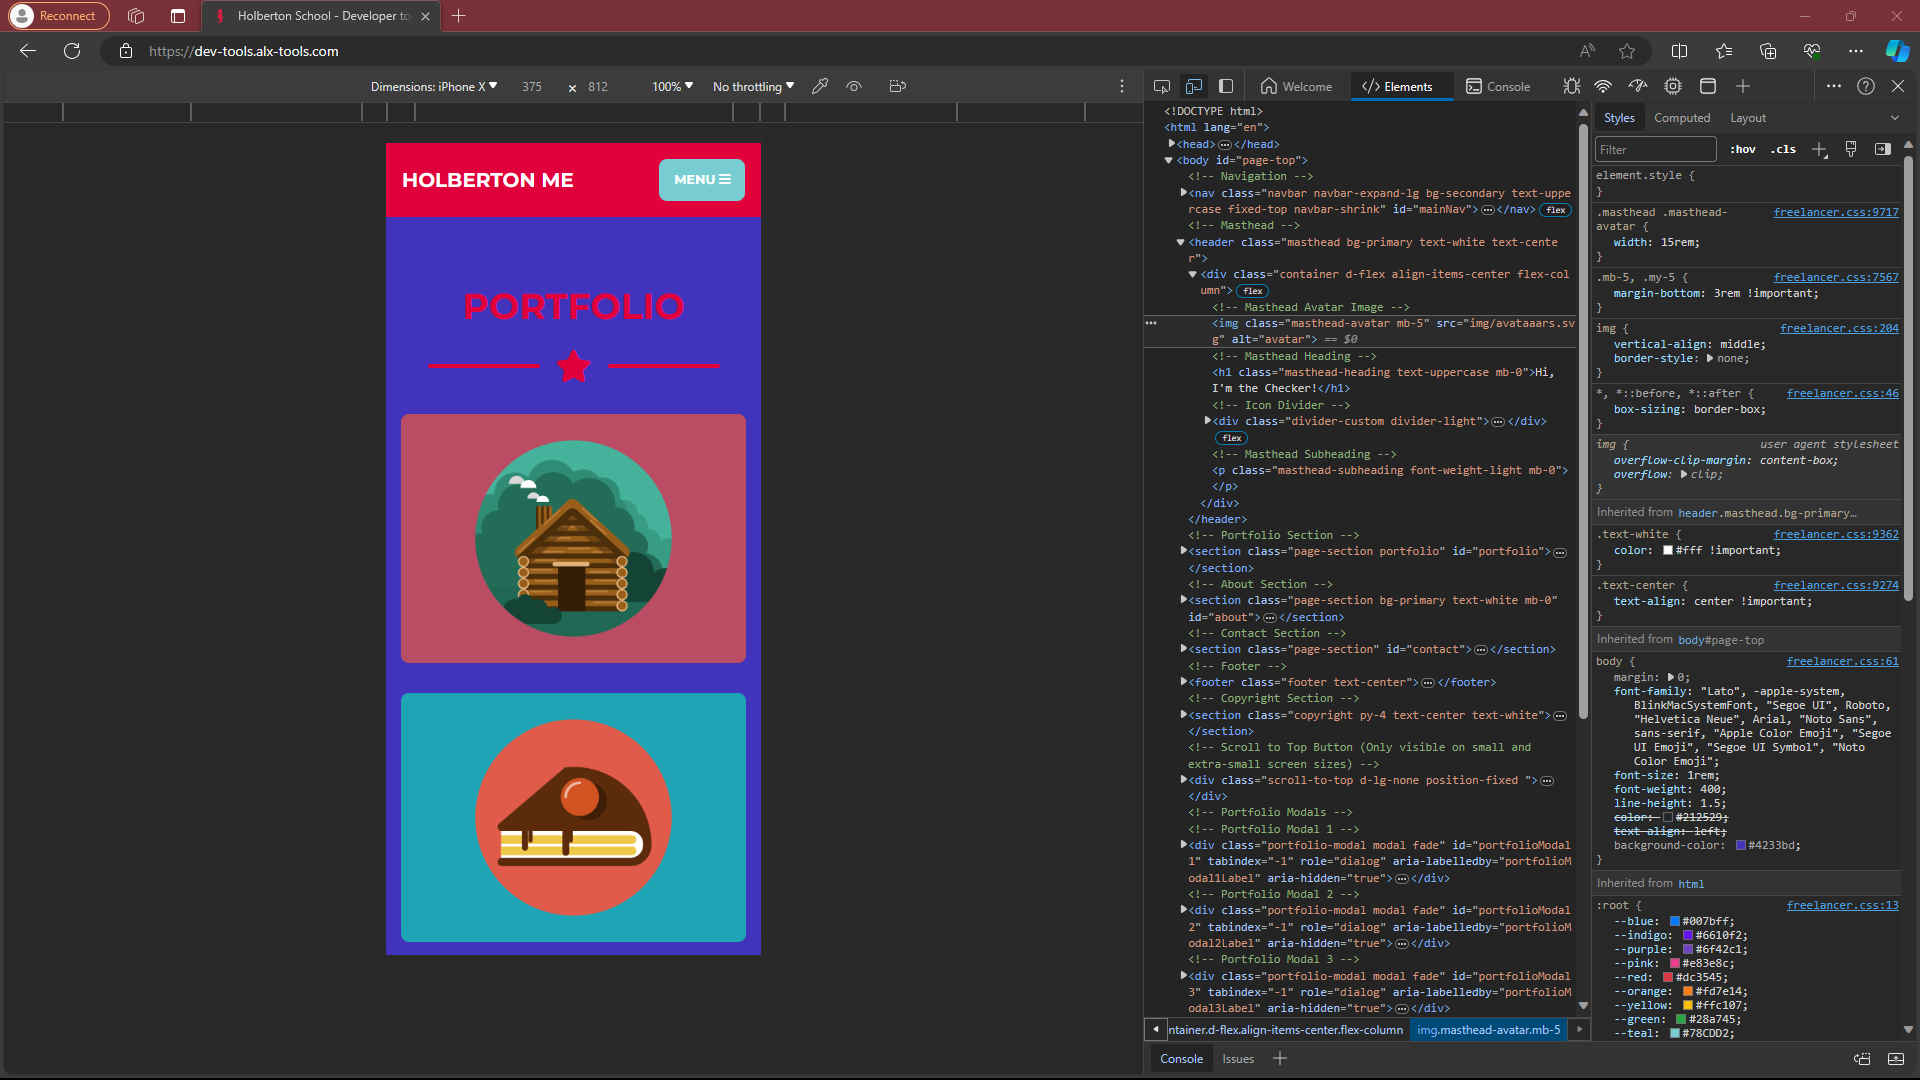 Reconnect
Holberton School - Developer to
https://dev-tools.alx-tools.com
Dimensions: iPhone X
375
×
812
100%
No throttling
HOLBERTON ME
MENU
PORTFOLIO
Welcome
</> Elements
Console
<!DOCTYPE html>
<html lang="en">
<head>…</head>
<body id="page-top">
<!-- Navigation -->
<nav class="navbar navbar-expand-lg bg-secondary text-uppe
rcase fixed-top navbar-shrink" id="mainNav">…</nav> flex
<!-- Masthead -->
<header class="masthead bg-primary text-white text-cente
r">
<div class="container d-flex align-items-center flex-col
umn"> flex
<!-- Masthead Avatar Image -->
<img class="masthead-avatar mb-5" src="img/avataaars.sv
g" alt="avatar"> == $0
<!-- Masthead Heading -->
<h1 class="masthead-heading text-uppercase mb-0">Hi,
I'm the Checker!</h1>
<!-- Icon Divider -->
<div class="divider-custom divider-light">…</div>
flex
<!-- Masthead Subheading -->
<p class="masthead-subheading font-weight-light mb-0">
</p>
</div>
</header>
<!-- Portfolio Section -->
<section class="page-section portfolio" id="portfolio">…
</section>
<!-- About Section -->
<section class="page-section bg-primary text-white mb-0"
id="about">…</section>
<!-- Contact Section -->
<section class="page-section" id="contact">…</section>
<!-- Footer -->
<footer class="footer text-center">…</footer>
<!-- Copyright Section -->
<section class="copyright py-4 text-center text-white">…
</section>
<!-- Scroll to Top Button (Only visible on small and
extra-small screen sizes) -->
<div class="scroll-to-top d-lg-none position-fixed ">…
</div>
<!-- Portfolio Modals -->
<!-- Portfolio Modal 1 -->
<div class="portfolio-modal modal fade" id="portfolioModal
1" tabindex="-1" role="dialog" aria-labelledby="portfolioM
odal1Label" aria-hidden="true">…</div>
<!-- Portfolio Modal 2 -->
<div class="portfolio-modal modal fade" id="portfolioModal
2" tabindex="-1" role="dialog" aria-labelledby="portfolioM
odal2Label" aria-hidden="true">…</div>
<!-- Portfolio Modal 3 -->
<div class="portfolio-modal modal fade" id="portfolioModal
3" tabindex="-1" role="dialog" aria-labelledby="portfolioM
odal3Label" aria-hidden="true">…</div>
ntainer.d-flex.align-items-center.flex-column
img.masthead-avatar.mb-5
Console
Issues
Styles
Computed
Layout
Filter
:hov
.cls
element.style {
}
.masthead .masthead- freelancer.css:9717
avatar {
width: 15rem;
}
.mb-5, .my-5 { freelancer.css:7567
margin-bottom: 3rem !important;
}
img { freelancer.css:204
vertical-align: middle;
border-style: none;
}
*, *::before, *::after { freelancer.css:46
box-sizing: border-box;
}
img { user agent stylesheet
overflow-clip-margin: content-box;
overflow: clip;
}
Inherited from header.masthead.bg-primary…
.text-white { freelancer.css:9362
color: #fff !important;
}
.text-center { freelancer.css:9274
text-align: center !important;
}
Inherited from body#page-top
body { freelancer.css:61
margin: 0;
font-family: "Lato", -apple-system,
BlinkMacSystemFont, "Segoe UI", Roboto,
"Helvetica Neue", Arial, "Noto Sans",
sans-serif, "Apple Color Emoji", "Segoe
UI Emoji", "Segoe UI Symbol", "Noto
Color Emoji";
font-size: 1rem;
font-weight: 400;
line-height: 1.5;
color: #212529;
text-align: left;
background-color: #4233bd;
}
Inherited from html
:root { freelancer.css:13
--blue: #007bff;
--indigo: #6610f2;
--purple: #6f42c1;
--pink: #e83e8c;
--red: #dc3545;
--orange: #fd7e14;
--yellow: #ffc107;
--green: #28a745;
--teal: #78CDD2;